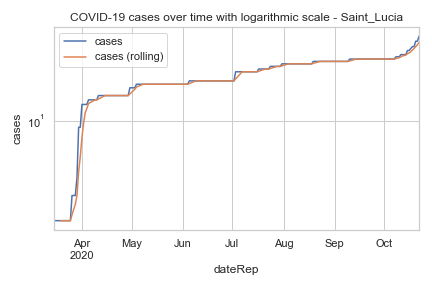 COVID-19 cases over time with logarithmic scale - Saint_Lucia
cases
cases (rolling)
cases
10^1
Apr
2020
May
Jun
Jul
Aug
Sep
Oct
dateRep